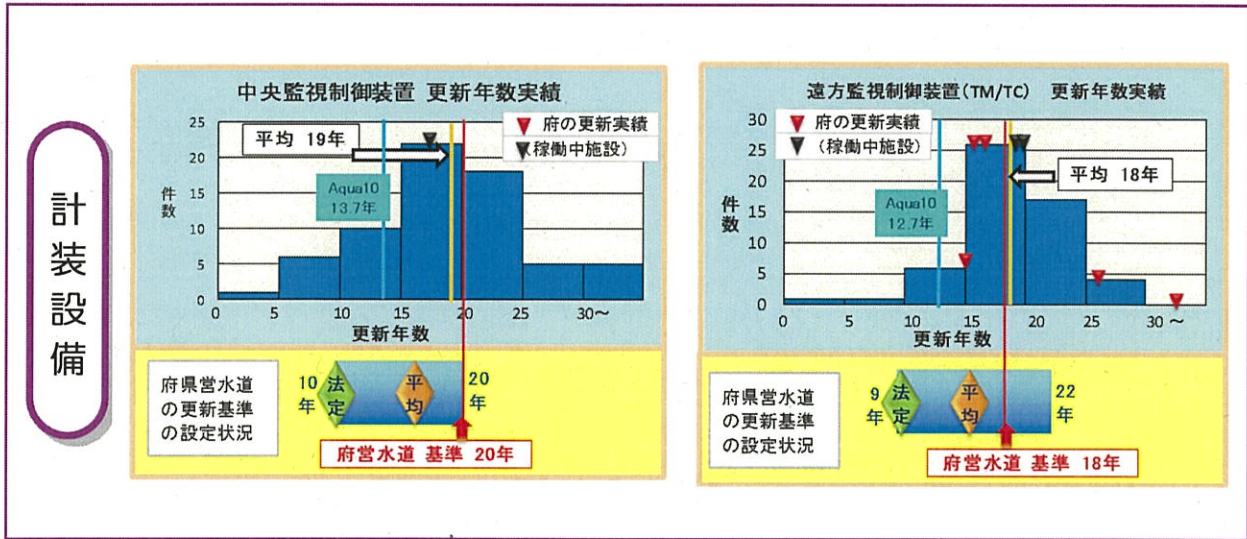 計装設備
中央監視制御装置 更新年数実績
平均 19年
府の更新実績
(稼働中施設)
Aqua10
13.7年
件数
25
20
15
10
5
0
0 5 10 15 20 25 30~
更新年数
府県営水道
の更新基準
の設定状況
10年
法定
平均
20年
府営水道 基準 20年
遠方監視制御装置(TM/TC) 更新年数実績
府の更新実績
(稼働中施設)
平均 18年
Aqua10
12.7年
件数
30
25
20
15
10
5
0
0 5 10 15 20 25 30~
更新年数
府県営水道
の更新基準
の設定状況
9年
法定
平均
22年
府営水道 基準 18年